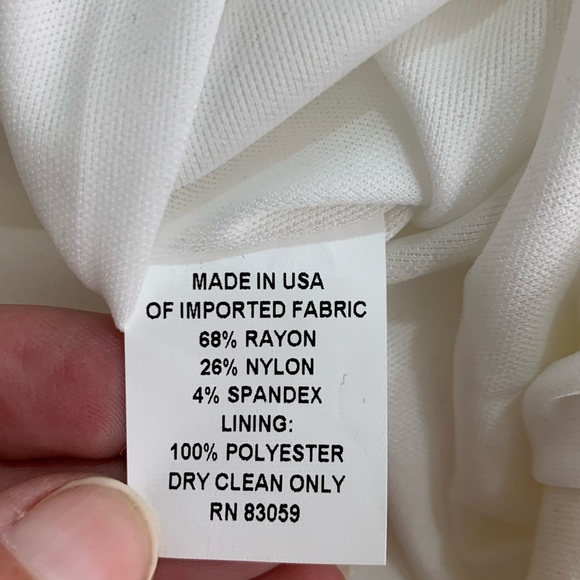 MADE IN USA
OF IMPORTED FABRIC
68% RAYON
26% NYLON
4% SPANDEX
LINING:
100% POLYESTER
DRY CLEAN ONLY
RN 83059